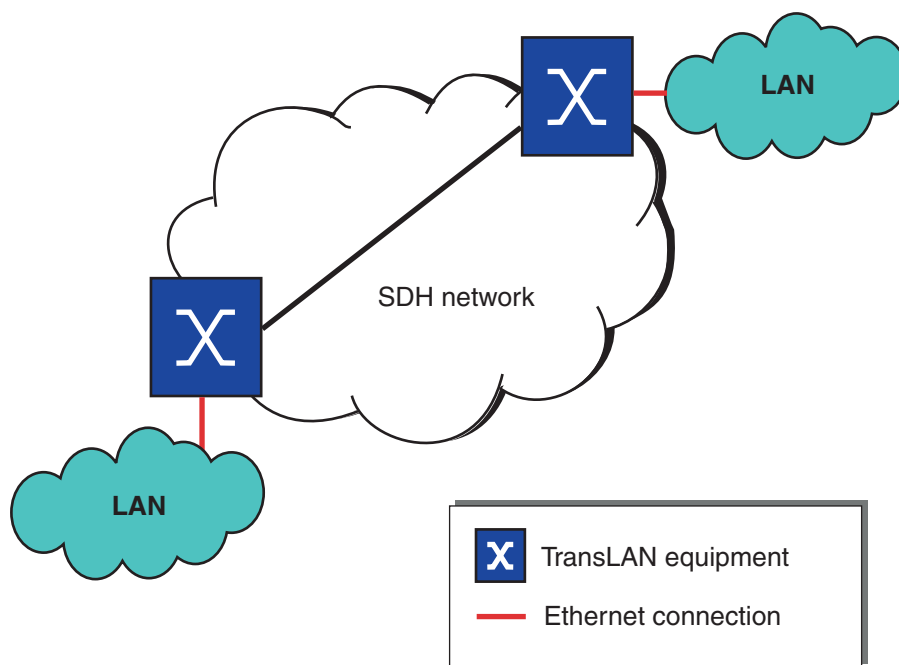 LAN
SDH network
LAN
TransLAN equipment
Ethernet connection